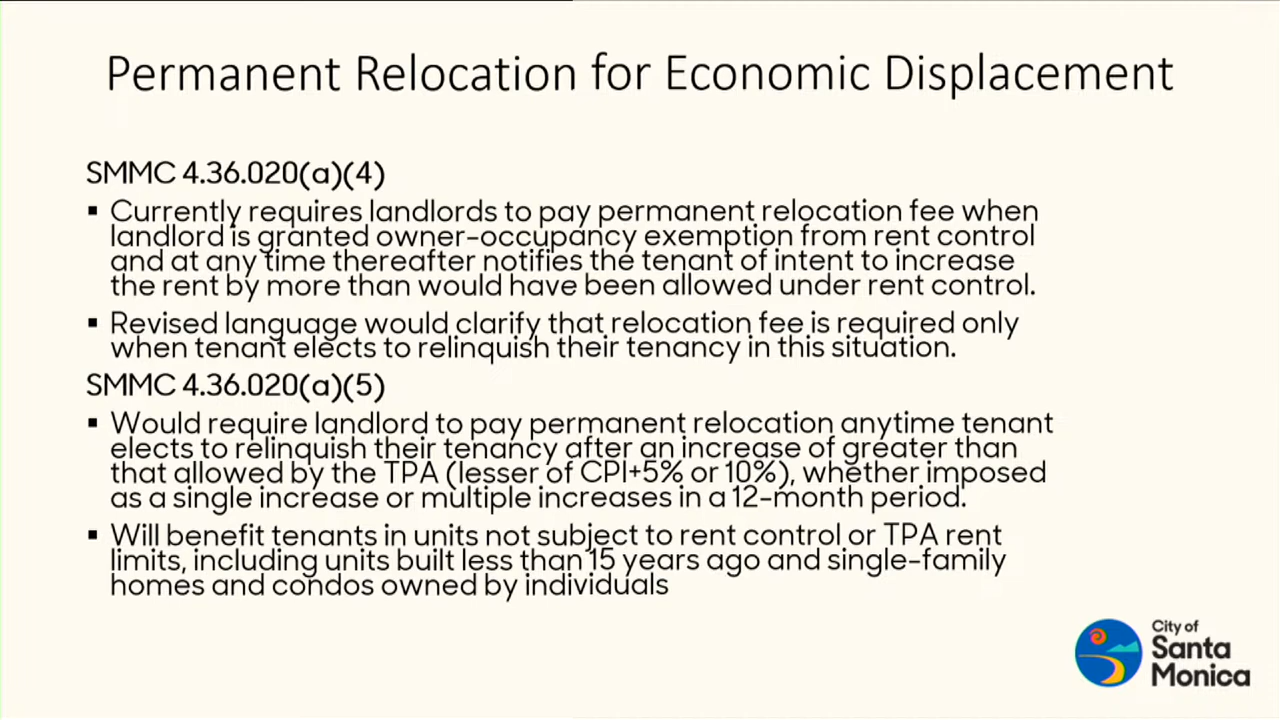 Permanent Relocation for Economic Displacement
SMMC 4.36.020(a)(4)
▪ Currently requires landlords to pay permanent relocation fee when
landlord is granted owner-occupancy exemption from rent control
and at any time thereafter notifies the tenant of intent to increase
the rent by more than would have been allowed under rent control.
▪ Revised language would clarify that relocation fee is required only
when tenant elects to relinquish their tenancy in this situation.
SMMC 4.36.020(a)(5)
▪ Would require landlord to pay permanent relocation anytime tenant
elects to relinquish their tenancy after an increase of greater than
that allowed by the TPA (lesser of CPI+5% or 10%), whether imposed
as a single increase or multiple increases in a 12-month period.
▪ Will benefit tenants in units not subject to rent control or TPA rent
limits, including units built less than 15 years ago and single-family
homes and condos owned by individuals
City of
Santa
Monica